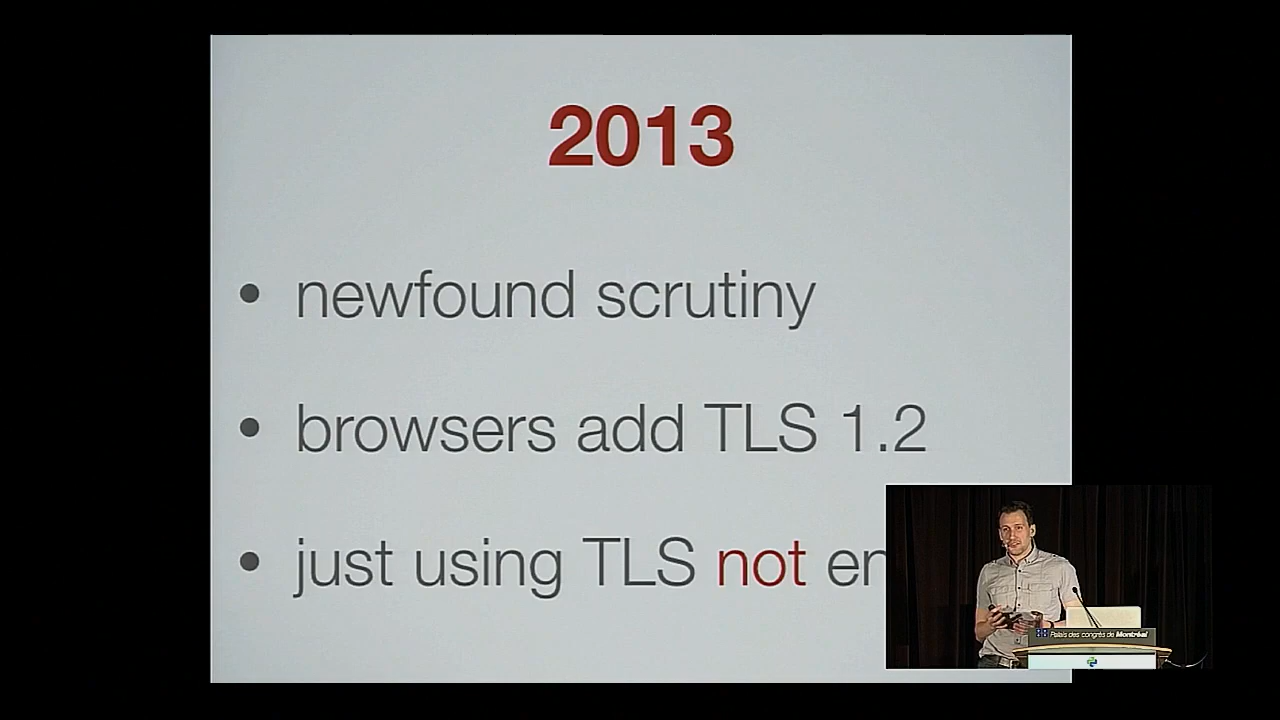 2013
• newfound scrutiny
• browsers add TLS 1.2
• just using TLS not en
Palais des congrès de Montréal